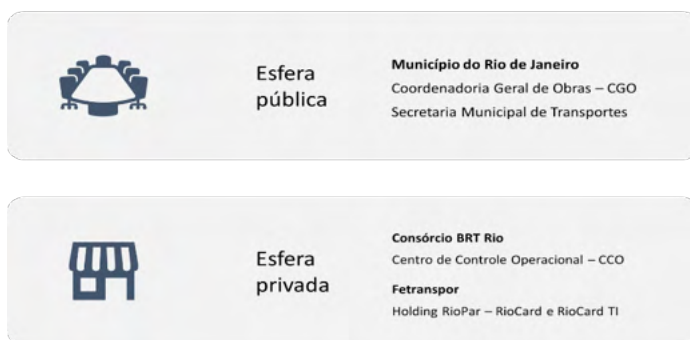 Esfera
pública
Município do Rio de Janeiro
Coordenadoria Geral de Obras – CGO
Secretaria Municipal de Transportes
Esfera
privada
Consórcio BRT Rio
Centro de Controle Operacional – CCO
Fetranspor
Holding RioPar – RioCard e RioCard TI